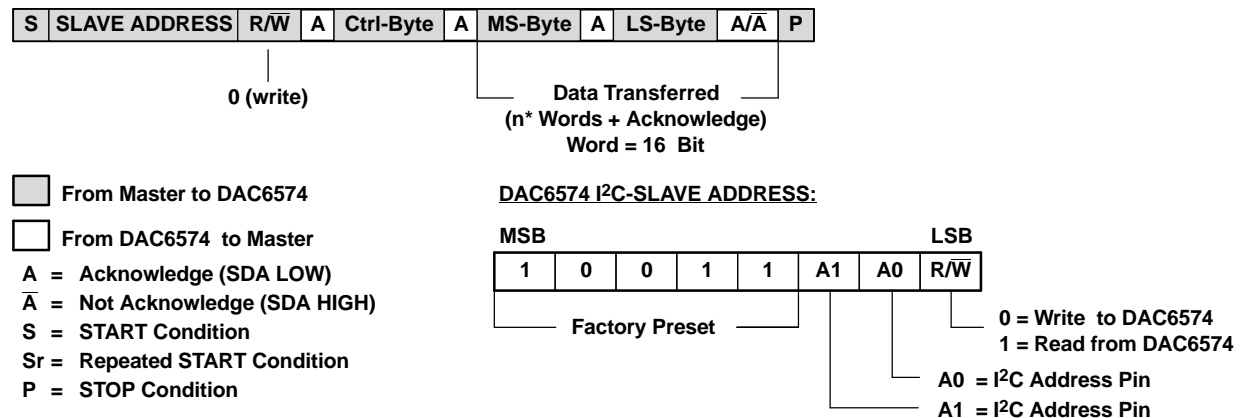 S SLAVE ADDRESS R/W̅ A Ctrl-Byte A MS-Byte A LS-Byte A/A̅ P
0 (write)
Data Transferred
(n* Words + Acknowledge)
Word = 16 Bit
From Master to DAC6574
From DAC6574 to Master
A = Acknowledge (SDA LOW)
A̅ = Not Acknowledge (SDA HIGH)
S = START Condition
Sr = Repeated START Condition
P = STOP Condition
DAC6574 I²C-SLAVE ADDRESS:
MSB LSB
1 0 0 1 1 A1 A0 R/W̅
Factory Preset
0 = Write to DAC6574
1 = Read from DAC6574
A0 = I²C Address Pin
A1 = I²C Address Pin